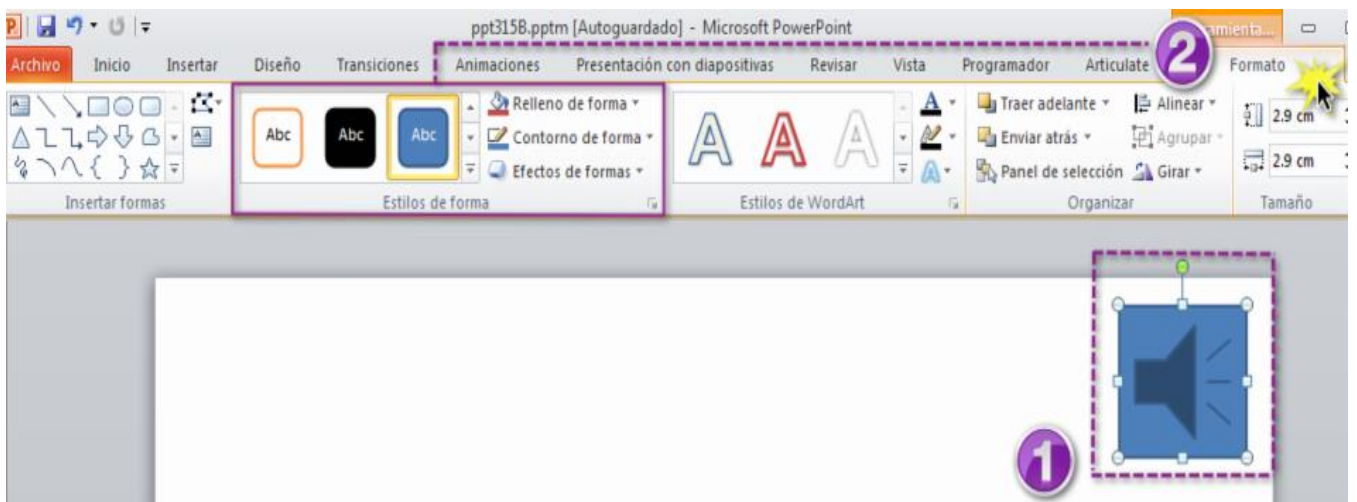 ppt315B.pptm [Autoguardado] - Microsoft PowerPoint
Archivo Inicio Insertar Diseño Transiciones Animaciones Presentación con diapositivas Revisar Vista Programador Articulate 2 Formato
Abc Abc Abc
Relleno de forma
Contorno de forma
Efectos de formas
A A A
A
A
Traer adelante Alinear
Enviar atrás Agrupar
Panel de selección Girar
2.9 cm
2.9 cm
Insertar formas Estilos de forma Estilos de WordArt Organizar Tamaño
1